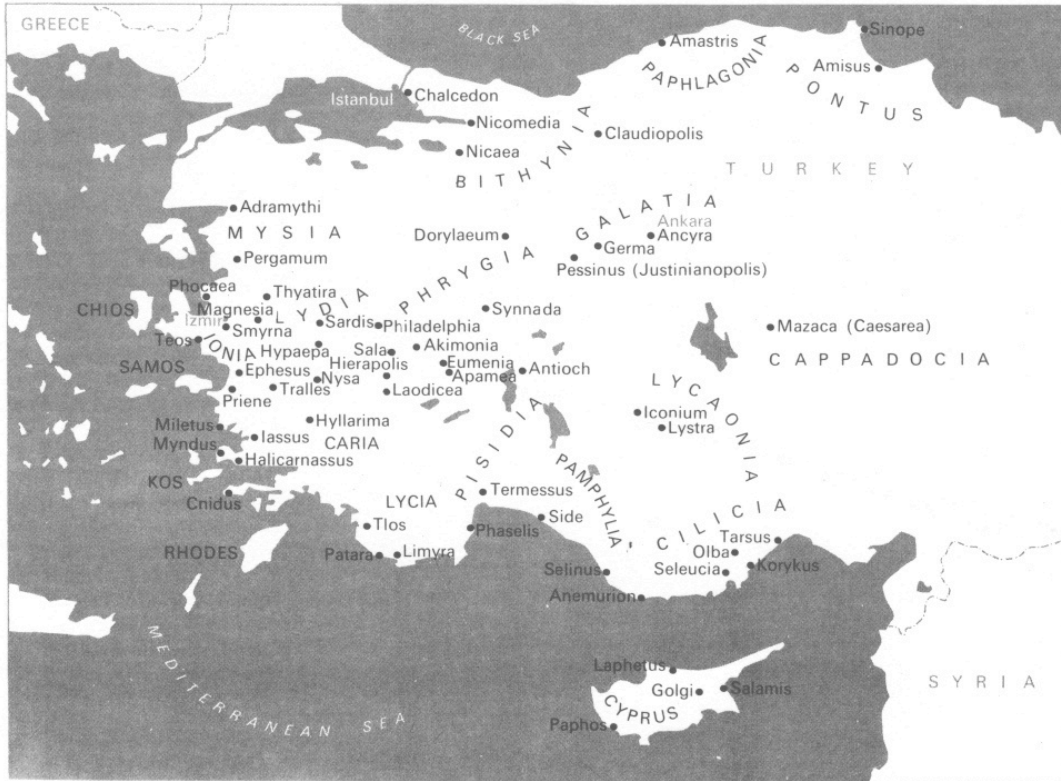 GREECE
BLACK SEA
Sinope
Amastris
PAPHLAGONIA
Amisus
PONTUS
Istanbul
Chalcedon
Nicomedia
Claudiopolis
Nicaea
BITHYNIA
TURKEY
Adramythi
MYSIA
GALATIA
Ankara
Dorylaeum
Ancyra
Germa
Pergamum
PHRYGIA
Pessinus (Justinianopolis)
Phocaea
Thyatira
CHIOS
Magnesia
LYDIA
Synnada
Izmir
Smyrna
Sardis
Philadelphia
Mazaca (Caesarea)
Teos
IONIA
Hypaepa
Sala
Akimonia
CAPPADOCIA
SAMOS
Hierapolis
Eumenia
Ephesus
Nysa
Apamea
Antioch
Priene
Tralles
Laodicea
LYCAONIA
Iconium
Miletus
Hyllarima
Lystra
Myndus
Iassus
CARIA
PISIDIA
Halicarnassus
PAMPHYLIA
KOS
Cnidus
LYCIA
Termessus
Side
CILICIA
RHODES
Tlos
Phaselis
Tarsus
Patara
Limyra
Olba
Selinus
Seleucia
Korykus
Anemurion
MEDITERRANEAN SEA
Laphetus
SYRIA
Golgi
Salamis
CYPRUS
Paphos